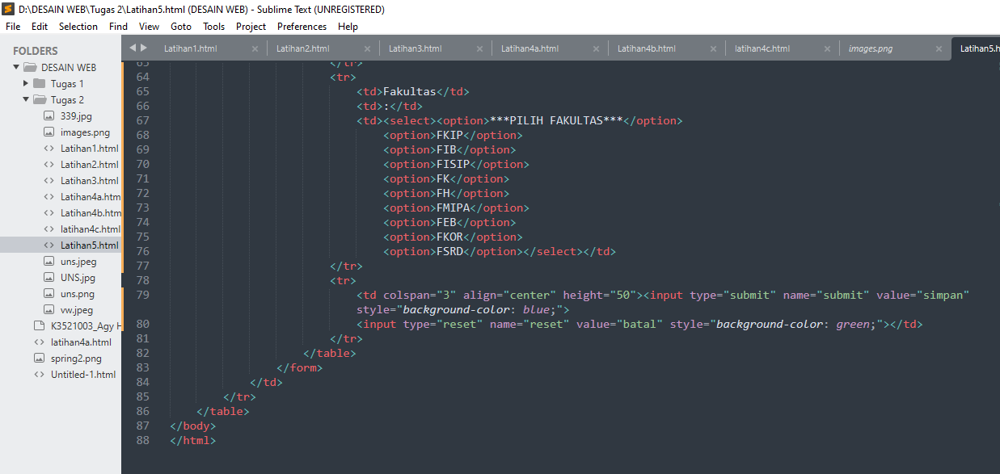 D:\DESAIN WEB\Tugas 2\Latihan5.html (DESAIN WEB) - Sublime Text (UNREGISTERED)
File Edit Selection Find View Goto Tools Project Preferences Help
FOLDERS
DESAIN WEB
Tugas 1
Tugas 2
339.jpg
images.png
Latihan1.html
Latihan2.html
Latihan3.html
Latihan4a.htm
Latihan4b.htm
latihan4c.html
Latihan5.html
uns.jpeg
UNS.jpg
uns.png
vw.jpeg
K3521003_Agy H
latihan4a.html
spring2.png
Untitled-1.html
Latihan1.html × Latihan2.html × Latihan3.html × Latihan4a.html × Latihan4b.html × latihan4c.html × images.png × Latihan5.h
63 </tr>
64 <tr>
65 <td>Fakultas</td>
66 <td>:</td>
67 <td><select><option>***PILIH FAKULTAS***</option>
68 <option>FKIP</option>
69 <option>FIB</option>
70 <option>FISIP</option>
71 <option>FK</option>
72 <option>FH</option>
73 <option>FMIPA</option>
74 <option>FEB</option>
75 <option>FKOR</option>
76 <option>FSRD</option></select></td>
77 </tr>
78 <tr>
79 <td colspan="3" align="center" height="50"><input type="submit" name="submit" value="simpan"
style="background-color: blue;">
80 <input type="reset" name="reset" value="batal" style="background-color: green;"></td>
81 </tr>
82 </table>
83 </form>
84 </td>
85 </tr>
86 </table>
87 </body>
88 </html>